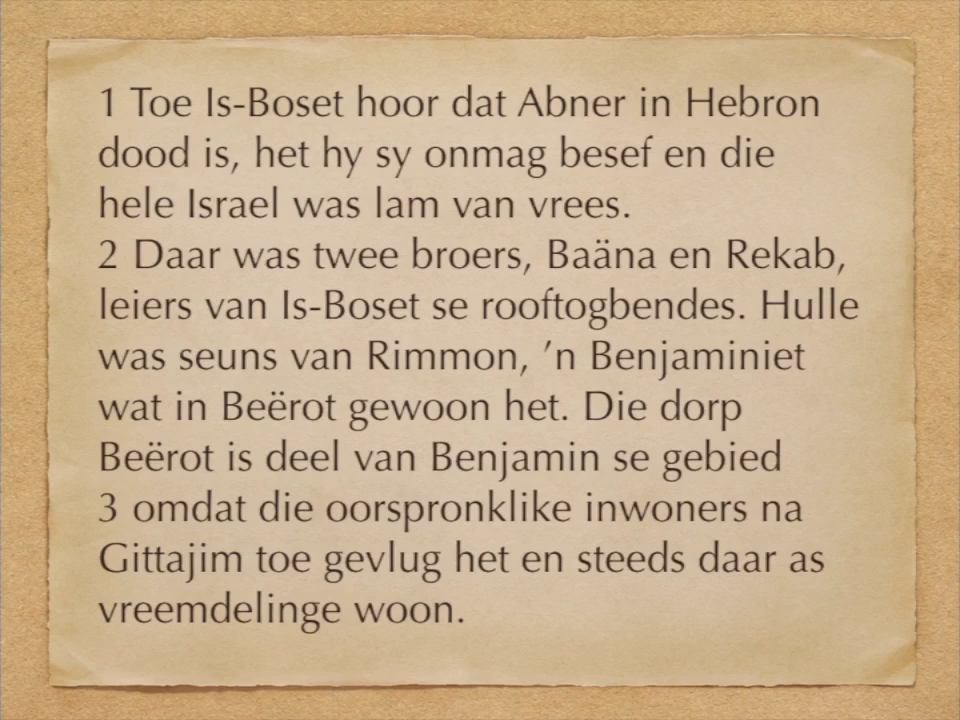 1 Toe Is-Boset hoor dat Abner in Hebron
dood is, het hy sy onmag besef en die
hele Israel was lam van vrees.
2 Daar was twee broers, Baäna en Rekab,
leiers van Is-Boset se rooftogbendes. Hulle
was seuns van Rimmon, ’n Benjaminiet
wat in Beërot gewoon het. Die dorp
Beërot is deel van Benjamin se gebied
3 omdat die oorspronklike inwoners na
Gittajim toe gevlug het en steeds daar as
vreemdelinge woon.